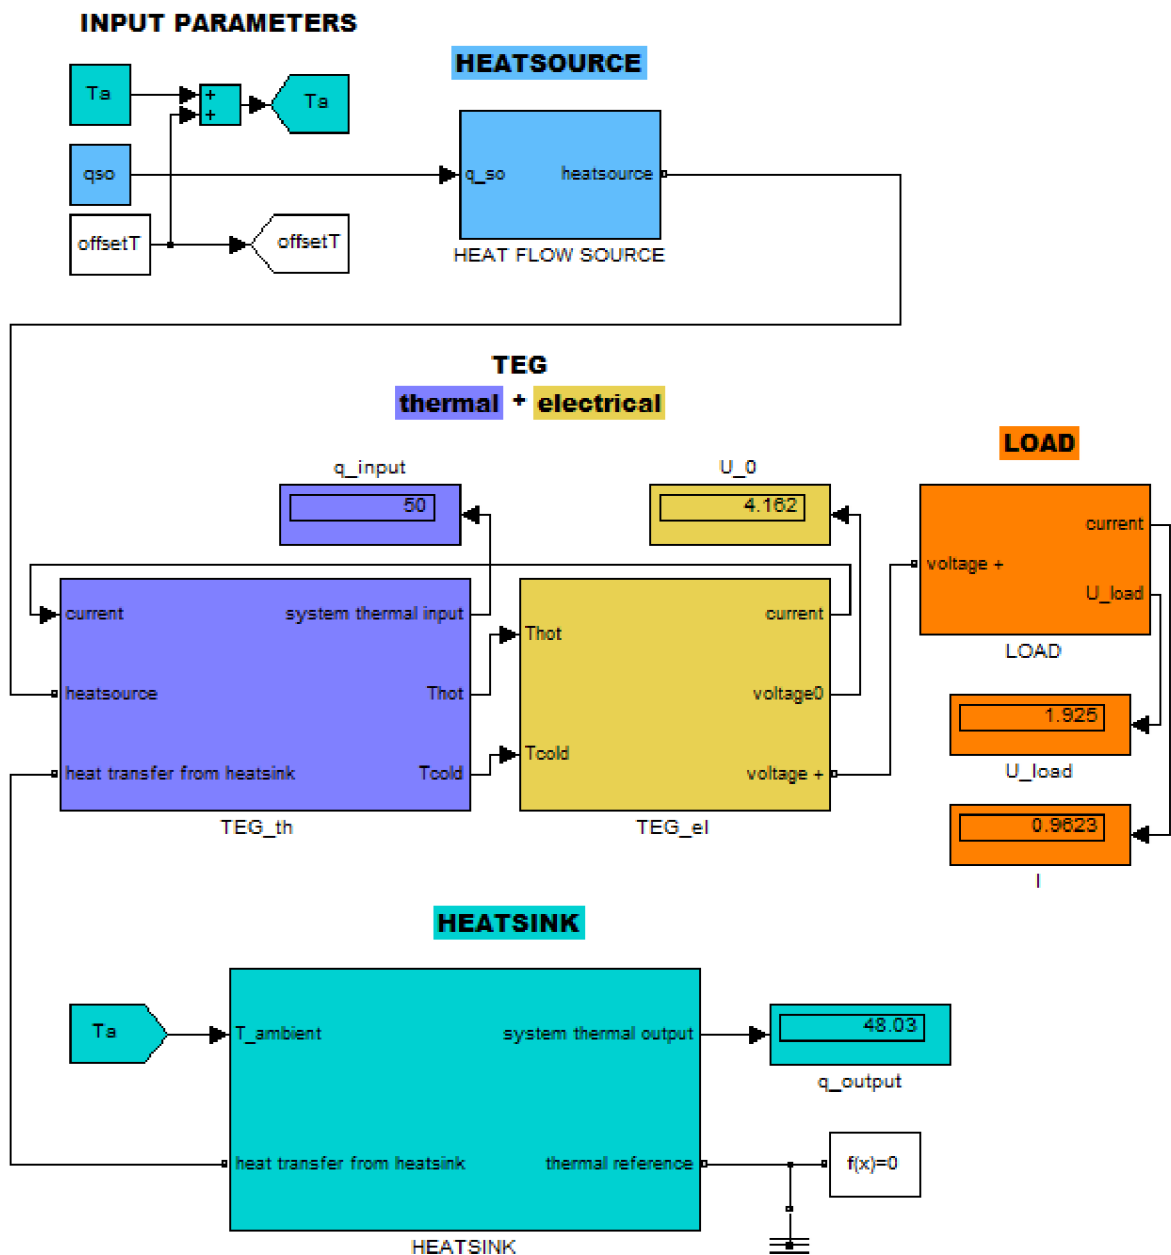 INPUT PARAMETERS
HEATSOURCE
Ta
+
+
Ta
qso
q_so
heatsource
offsetT
offsetT
HEAT FLOW SOURCE
TEG
thermal + electrical
LOAD
q_input
U_0
50
4.162
current
voltage +
U_load
LOAD
current
system thermal input
current
Thot
heatsource
Thot
voltage0
1.925
U_load
Tcold
heat transfer from heatsink
Tcold
voltage +
TEG_th
TEG_el
0.9623
I
HEATSINK
Ta
T_ambient
system thermal output
48.03
q_output
heat transfer from heatsink
thermal reference
f(x)=0
HEATSINK